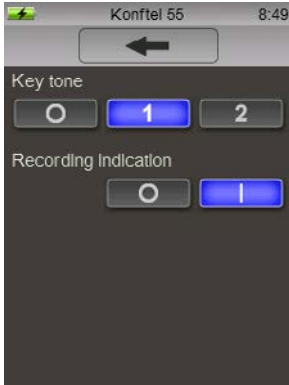 Konftel 55 8:49
Key tone
O 1 2
Recording Indication
O I